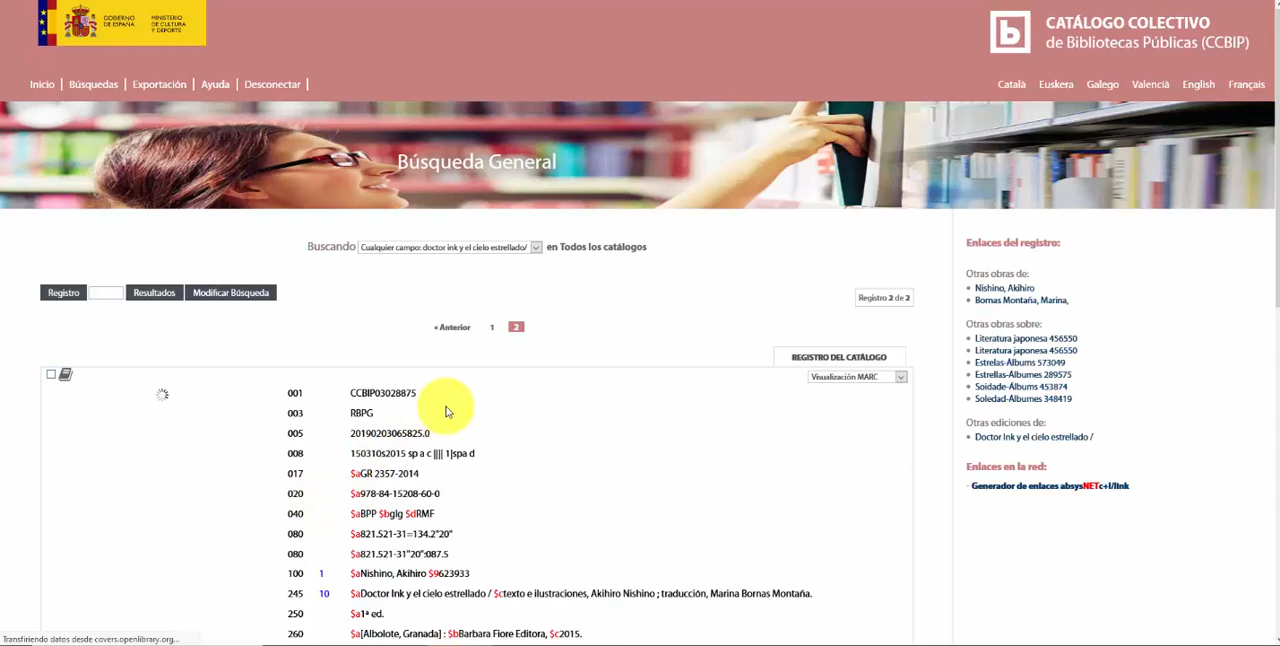 GOBIERNO DE ESPAÑA
MINISTERIO DE CULTURA Y DEPORTE
CATÁLOGO COLECTIVO
de Bibliotecas Públicas (CCBIP)
Inicio | Búsquedas | Exportación | Ayuda | Desconectar |
Català Euskera Galego Valencià English Français
Búsqueda General
Buscando Cualquier campo: doctor ink y el cielo estrellado/ en Todos los catálogos
Registro Resultados Modificar Búsqueda
Registro 2 de 2
« Anterior 1 2
REGISTRO DEL CATÁLOGO
Visualización MARC
001 CCBIP03028875
003 RBPG
005 20190203065825.0
008 150310s2015 sp a c |||| 1|spa d
017 $aGR 2357-2014
020 $a978-84-15208-60-0
040 $aBPP $bglg $dRMF
080 $a821.521-31=134.2"20"
080 $a821.521-31"20":087.5
100 1 $aNishino, Akihiro $9623933
245 10 $aDoctor Ink y el cielo estrellado / $ctexto e ilustraciones, Akihiro Nishino ; traducción, Marina Bornas Montaña.
250 $a1ª ed.
260 $a[Albolote, Granada] : $bBarbara Fiore Editora, $c2015.
Enlaces del registro:
Otras obras de:
Nishino, Akihiro
Bornas Montaña, Marina,
Otras obras sobre:
Literatura japonesa 456550
Literatura japonesa 456550
Estrelas-Álbumes 573049
Estrellas-Álbumes 289575
Soidade-Álbums 453874
Soledad-Álbumes 348419
Otras ediciones de:
Doctor Ink y el cielo estrellado /
Enlaces en la red:
- Generador de enlaces absysNETc+l/link
Transfiriendo datos desde covers.openlibrary.org...